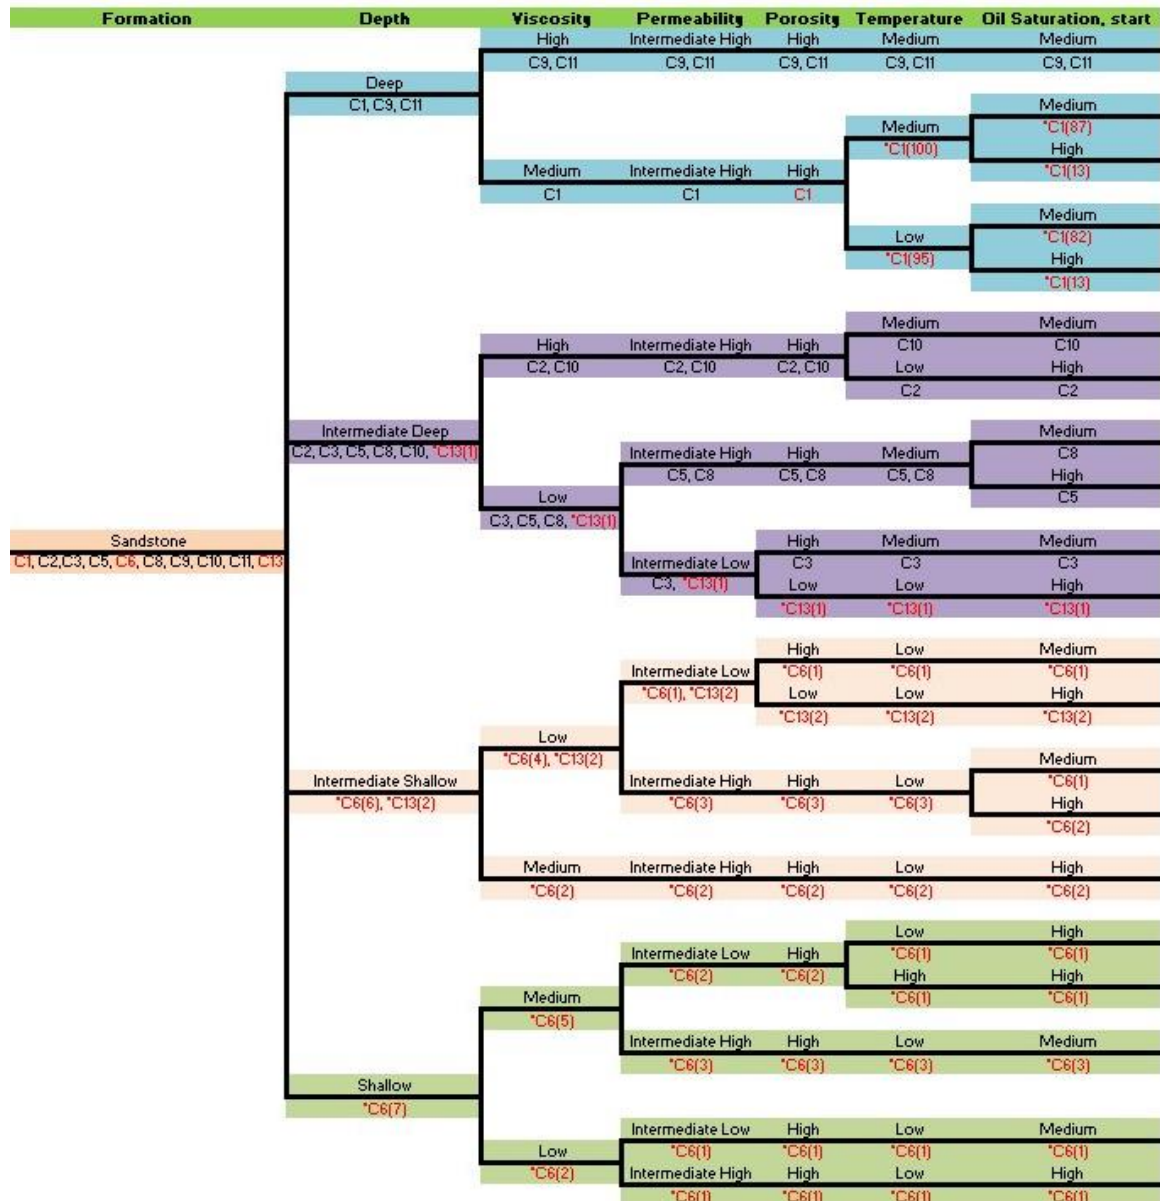 Formation Depth Viscosity Permeability Porosity Temperature Oil Saturation, start
High Intermediate High High Medium Medium
C9, C11 C9, C11 C9, C11 C9, C11 C9, C11
Deep
C1, C9, C11
Medium
Medium *C1(87)
*C1(100) High
Medium Intermediate High High *C1(13)
C1 C1 C1
Medium
Low *C1(82)
*C1(95) High
*C1(13)
Medium Medium
High Intermediate High High C10 C10
C2, C10 C2, C10 C2, C10 Low High
C2 C2
Intermediate Deep Medium
C2, C3, C5, C8, C10, *C13(1)
Intermediate High High Medium C8
C5, C8 C5, C8 C5, C8 High
Low C5
C3, C5, C8, *C13(1)
Sandstone High Medium Medium
C1, C2,C3, C5, C6, C8, C9, C10, C11, C13
Intermediate Low C3 C3 C3
C3, *C13(1) Low Low High
*C13(1) *C13(1) *C13(1)
High Low Medium
Intermediate Low *C6(1) *C6(1) *C6(1)
*C6(1), *C13(2) Low Low High
*C13(2) *C13(2) *C13(2)
Low
*C6(4), *C13(2) Medium
Intermediate Shallow Intermediate High High Low *C6(1)
*C6(6), *C13(2) *C6(3) *C6(3) *C6(3) High
*C6(2)
Medium Intermediate High High Low High
*C6(2) *C6(2) *C6(2) *C6(2) *C6(2)
Low High
Intermediate Low High *C6(1) *C6(1)
*C6(2) *C6(2) High High
Medium *C6(1) *C6(1)
*C6(5)
Intermediate High High Low Medium
*C6(3) *C6(3) *C6(3) *C6(3)
Shallow
*C6(7)
Intermediate Low High Low Medium
Low *C6(1) *C6(1) *C6(1) *C6(1)
*C6(2) Intermediate High High Low High
*C6(1) *C6(1) *C6(1) *C6(1)